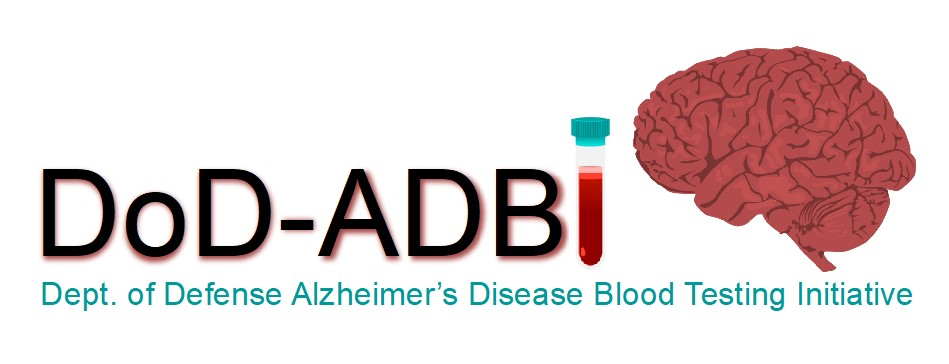 DoD-ADBI
Dept. of Defense Alzheimer’s Disease Blood Testing Initiative